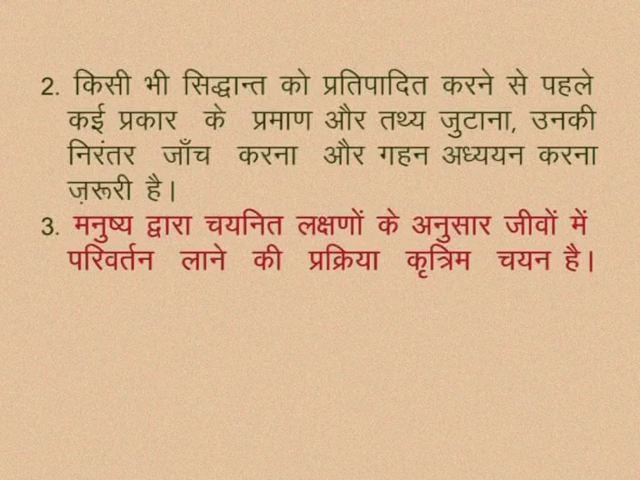 2. किसी भी सिद्धान्त को प्रतिपादित करने से पहले
कई प्रकार के प्रमाण और तथ्य जुटाना, उनकी
निरंतर जाँच करना और गहन अध्ययन करना
ज़रूरी है।
3. मनुष्य द्वारा चयनित लक्षणों के अनुसार जीवों में
परिवर्तन लाने की प्रक्रिया कृत्रिम चयन है।